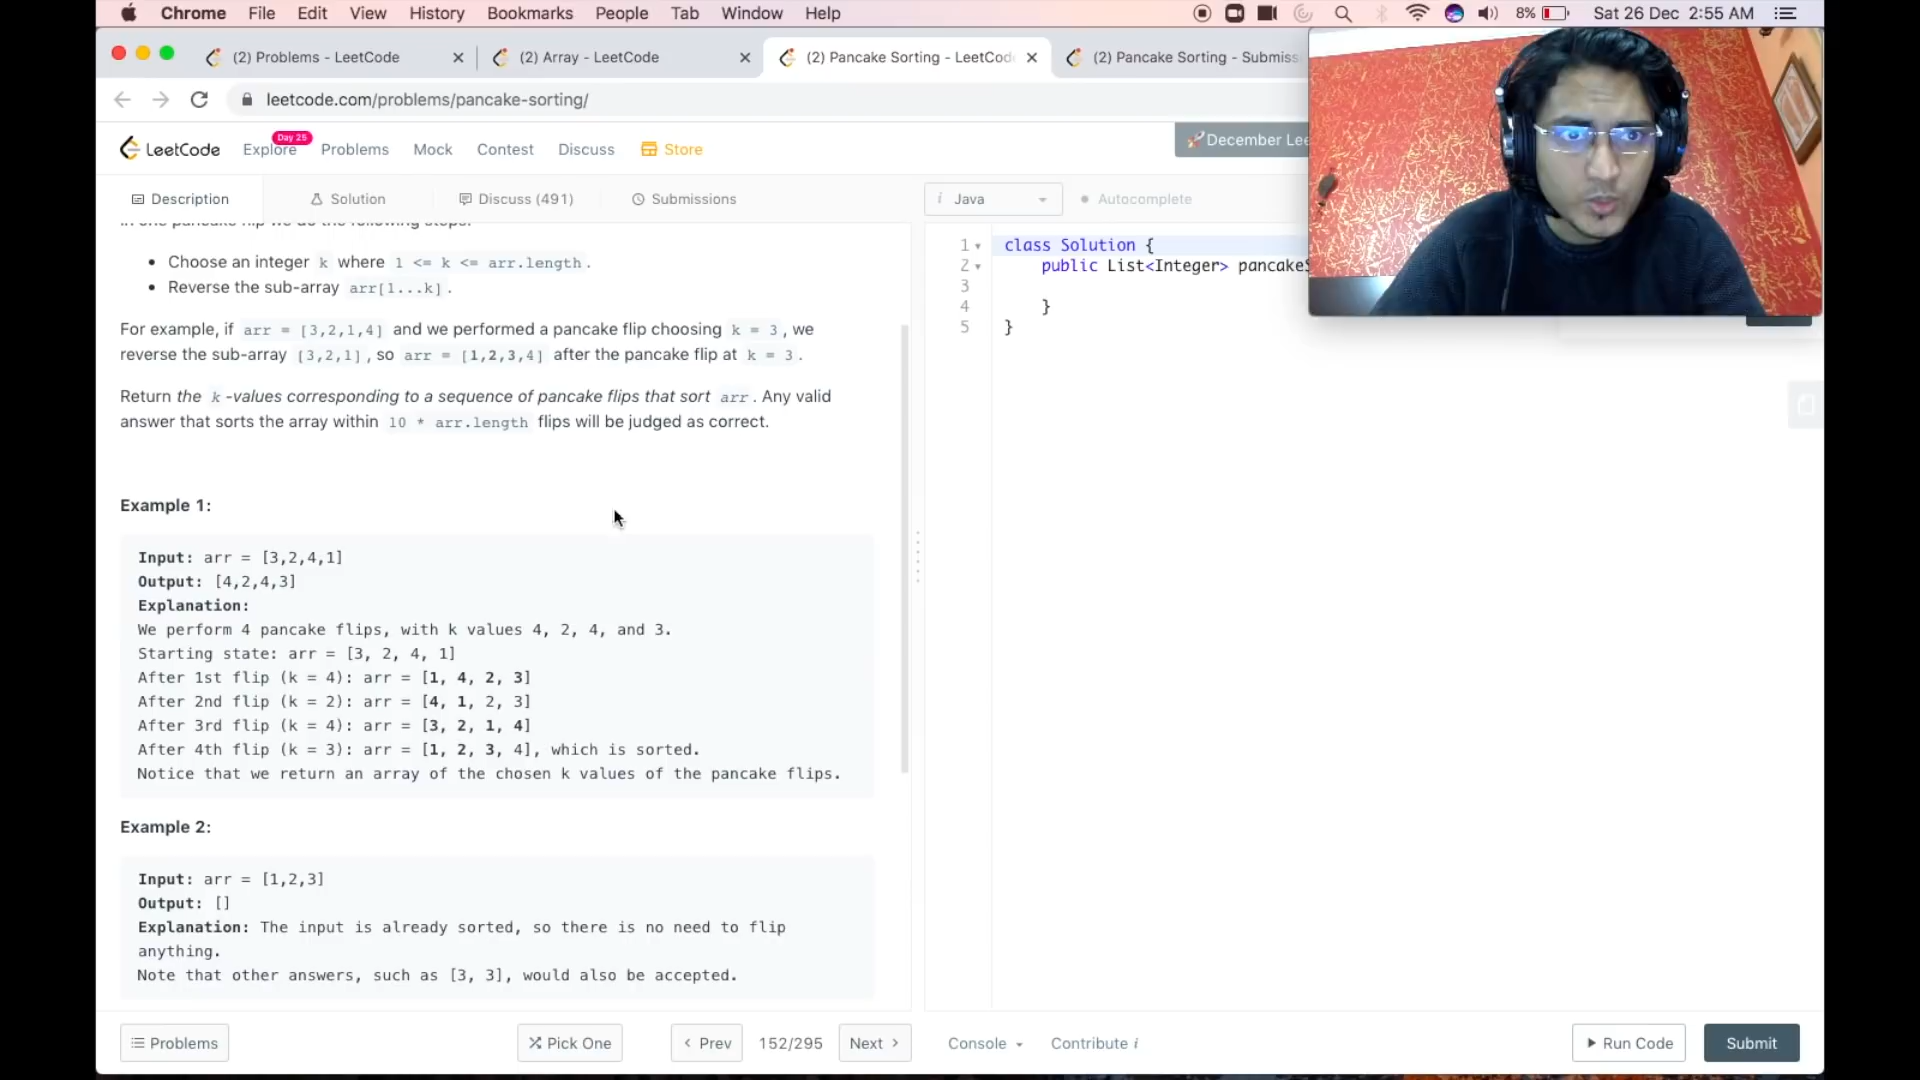 Chrome File Edit View History Bookmarks People Tab Window Help 8% Sat 26 Dec 2:55 AM
(2) Problems - LeetCode (2) Array - LeetCode (2) Pancake Sorting - LeetCode (2) Pancake Sorting - Submiss
leetcode.com/problems/pancake-sorting/
LeetCode Explore Day 25 Problems Mock Contest Discuss Store December Lee
Description Solution Discuss (491) Submissions
i Java Autocomplete
In one pancake flip we do the following steps:
• Choose an integer k where 1 <= k <= arr.length.
• Reverse the sub-array arr[1...k].
For example, if arr = [3,2,1,4] and we performed a pancake flip choosing k = 3, we
reverse the sub-array [3,2,1], so arr = [1,2,3,4] after the pancake flip at k = 3.
Return the k-values corresponding to a sequence of pancake flips that sort arr. Any valid
answer that sorts the array within 10 * arr.length flips will be judged as correct.
Example 1:
Input: arr = [3,2,4,1]
Output: [4,2,4,3]
Explanation:
We perform 4 pancake flips, with k values 4, 2, 4, and 3.
Starting state: arr = [3, 2, 4, 1]
After 1st flip (k = 4): arr = [1, 4, 2, 3]
After 2nd flip (k = 2): arr = [4, 1, 2, 3]
After 3rd flip (k = 4): arr = [3, 2, 1, 4]
After 4th flip (k = 3): arr = [1, 2, 3, 4], which is sorted.
Notice that we return an array of the chosen k values of the pancake flips.
Example 2:
Input: arr = [1,2,3]
Output: []
Explanation: The input is already sorted, so there is no need to flip
anything.
Note that other answers, such as [3, 3], would also be accepted.
1 class Solution {
2 public List<Integer> pancakeS
3
4 }
5 }
Problems Pick One < Prev 152/295 Next > Console Contribute i Run Code Submit